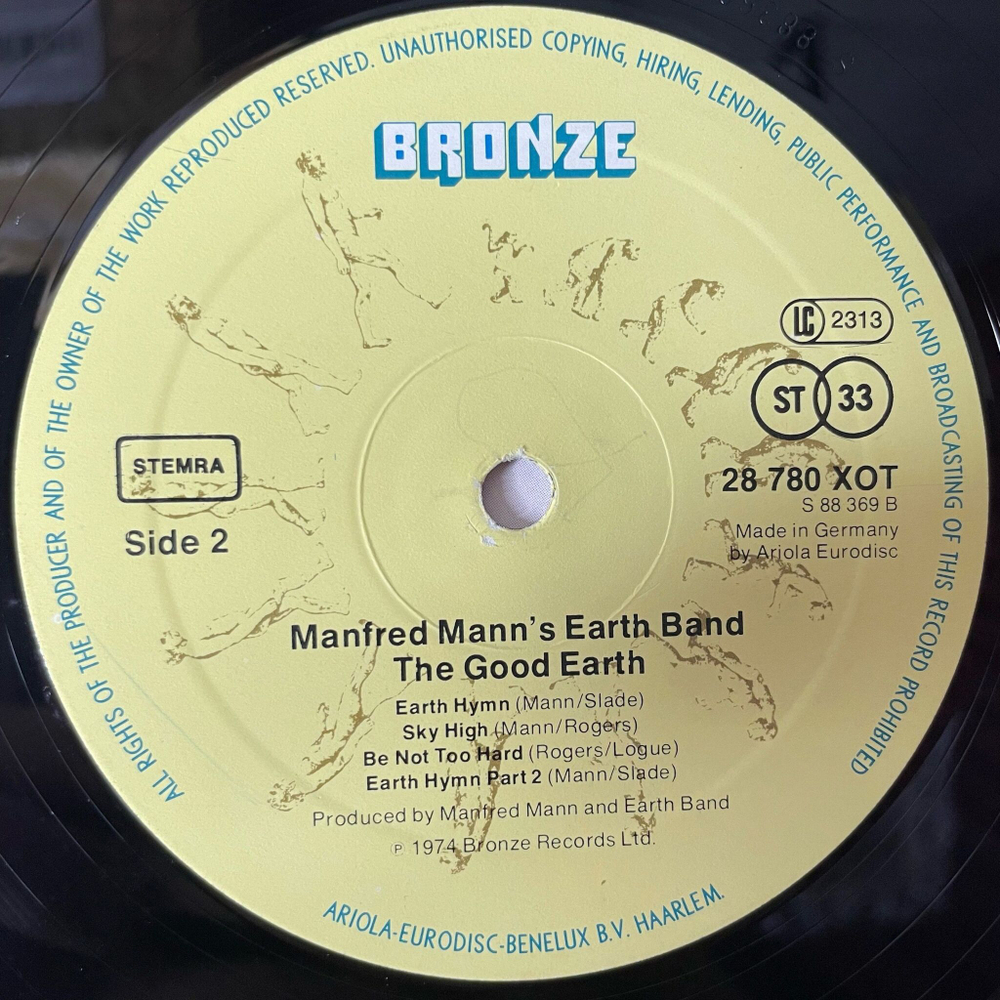 ALL RIGHTS OF THE PRODUCER AND OF THE OWNER OF THE WORK REPRODUCED RESERVED. UNAUTHORISED COPYING, HIRING, LENDING, PUBLIC PERFORMANCE AND BROADCASTING OF THIS RECORD PROHIBITED
BRONZE
LC 2313
ST 33
STEMRA
28 780 XOT
S 88 369 B
Side 2
Made in Germany
by Ariola Eurodisc
Manfred Mann's Earth Band
The Good Earth
Earth Hymn (Mann/Slade)
Sky High (Mann/Rogers)
Be Not Too Hard (Rogers/Logue)
Earth Hymn Part 2 (Mann/Slade)
Produced by Manfred Mann and Earth Band
℗ 1974 Bronze Records Ltd.
ARIOLA-EURODISC-BENELUX B.V. HAARLEM.